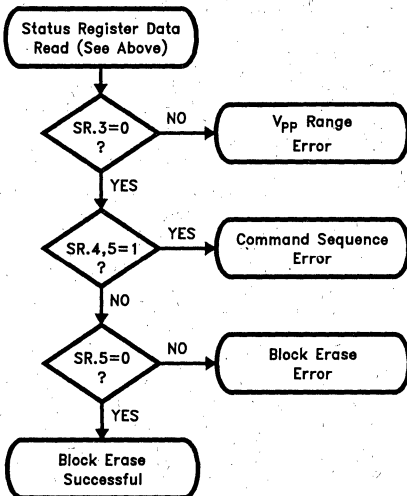 Status Register Data
Read (See Above)
SR.3=0
?
NO
V_PP Range
Error
YES
SR.4,5=1
?
YES
Command Sequence
Error
NO
SR.5=0
?
NO
Block Erase
Error
YES
Block Erase
Successful